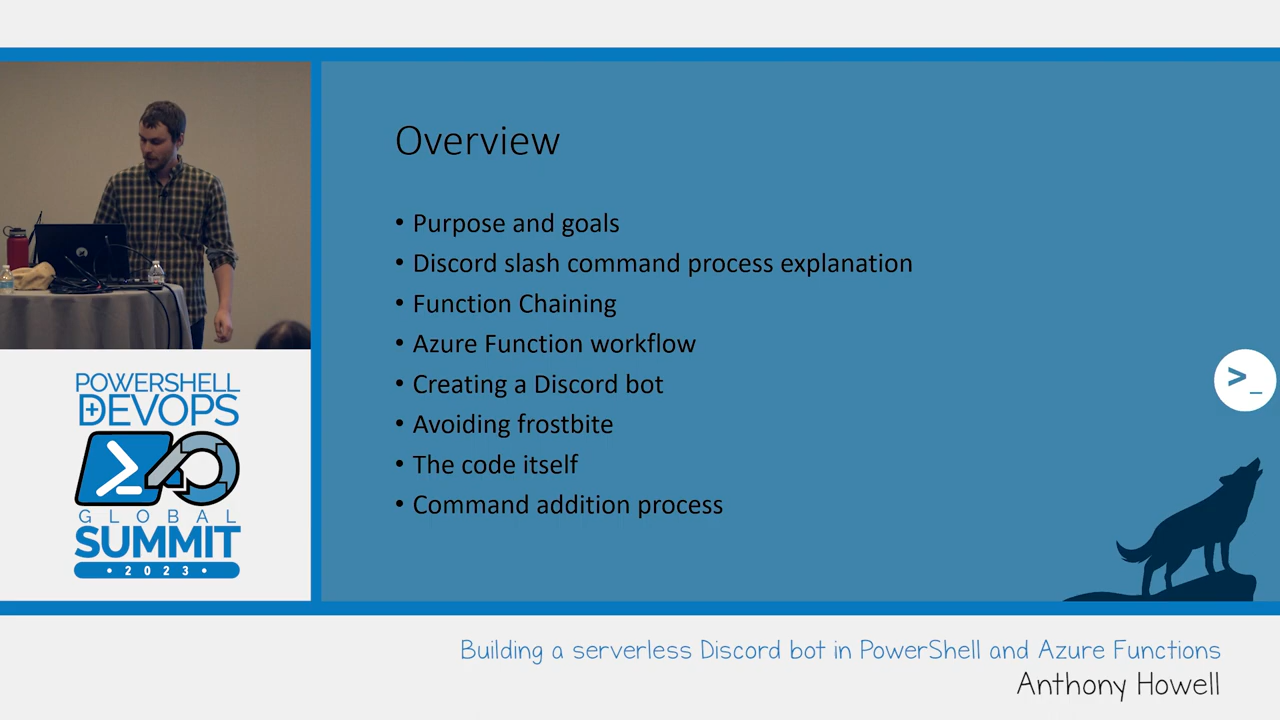 Overview
• Purpose and goals
• Discord slash command process explanation
• Function Chaining
• Azure Function workflow
• Creating a Discord bot
• Avoiding frostbite
• The code itself
• Command addition process
>_
POWERSHELL
+DEVOPS
GLOBAL
SUMMIT
• 2023 •
Building a serverless Discord bot in PowerShell and Azure Functions
Anthony Howell